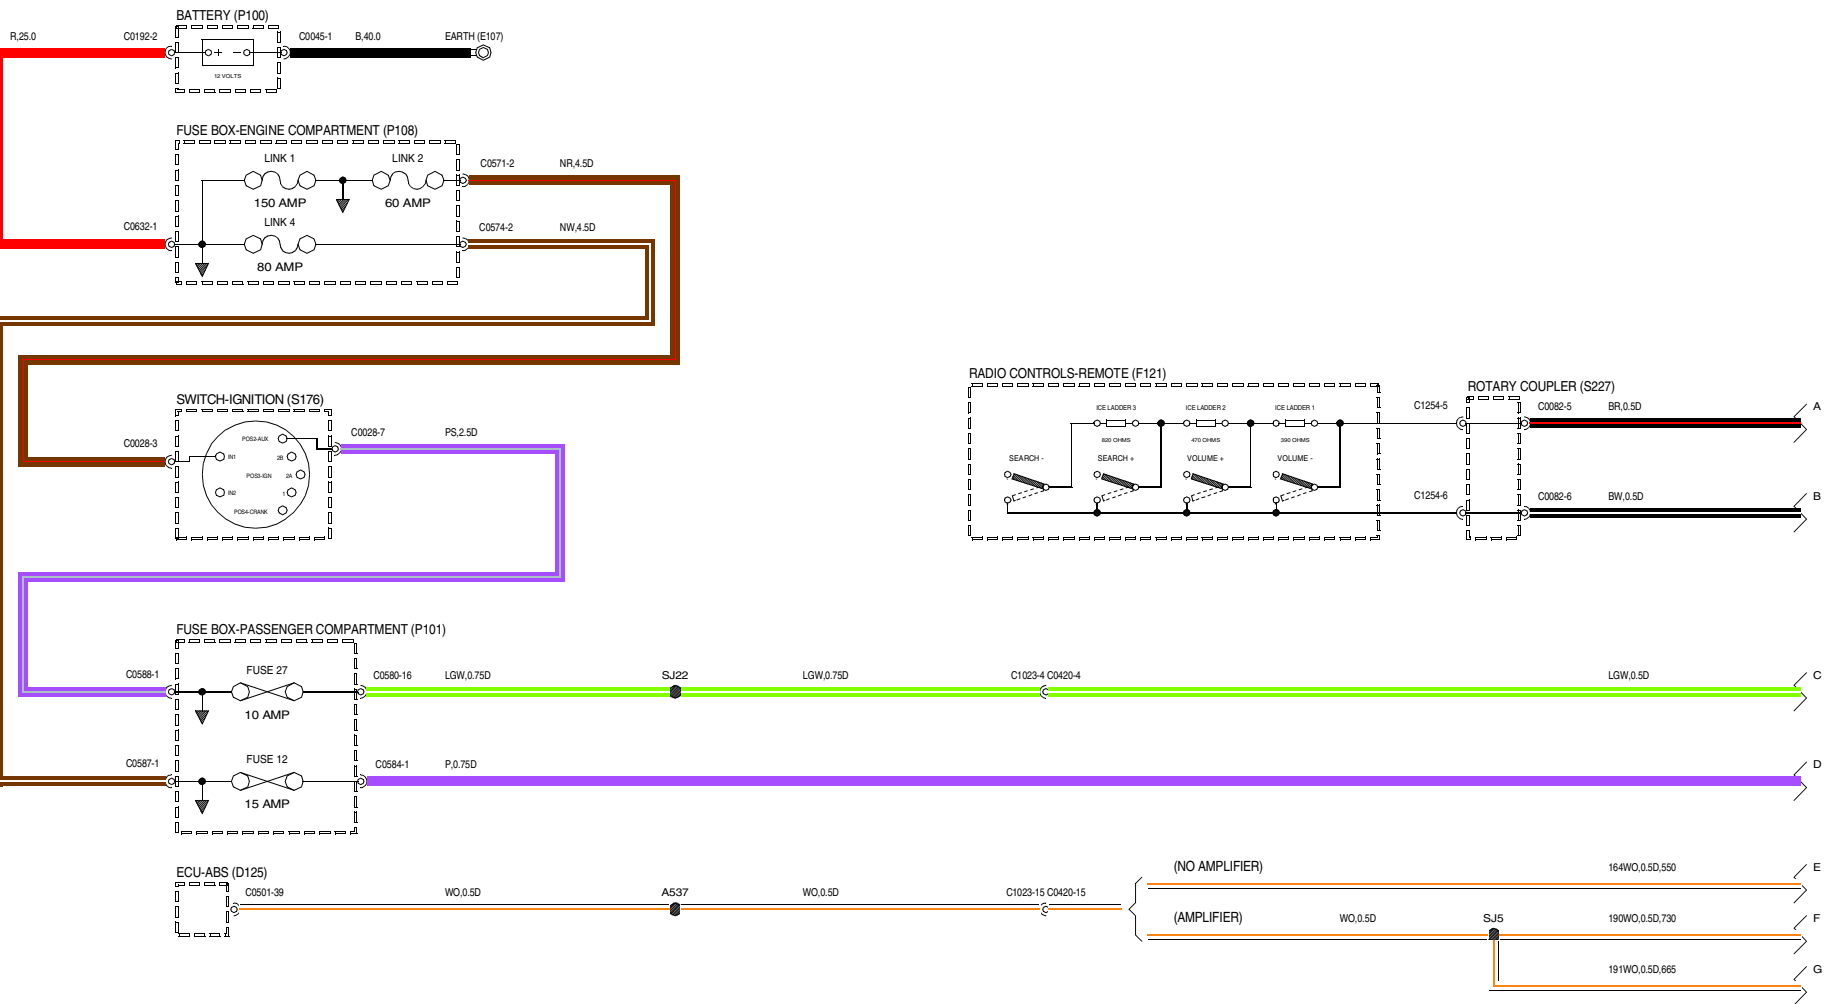 BATTERY (P100)
R,25.0
C0192-2
C0045-1
B,40.0
EARTH (E107)
+ -
12 VOLTS
FUSE BOX-ENGINE COMPARTMENT (P108)
LINK 1
LINK 2
C0571-2
NR,4.5D
150 AMP
60 AMP
C0632-1
LINK 4
C0574-2
NW,4.5D
80 AMP
SWITCH-IGNITION (S176)
C0028-3
POS2-AUX
IN1
2B
POS3-IGN
2A
IN2
1
POS4-CRANK
C0028-7
PS,2.5D
RADIO CONTROLS-REMOTE (F121)
ICE LADDER 3
ICE LADDER 2
ICE LADDER 1
820 OHMS
470 OHMS
390 OHMS
SEARCH -
SEARCH +
VOLUME +
VOLUME -
ROTARY COUPLER (S227)
C1254-5
C0082-5
BR,0.5D
A
C1254-6
C0082-6
BW,0.5D
B
FUSE BOX-PASSENGER COMPARTMENT (P101)
C0588-1
FUSE 27
10 AMP
C0580-16
LGW,0.75D
SJ22
LGW,0.75D
C1023-4 C0420-4
LGW,0.5D
C
C0587-1
FUSE 12
15 AMP
C0584-1
P,0.75D
D
ECU-ABS (D125)
C0501-39
WO,0.5D
A537
WO,0.5D
C1023-15 C0420-15
(NO AMPLIFIER)
164WO,0.5D,550
E
(AMPLIFIER)
WO,0.5D
SJ5
190WO,0.5D,730
F
191WO,0.5D,665
G